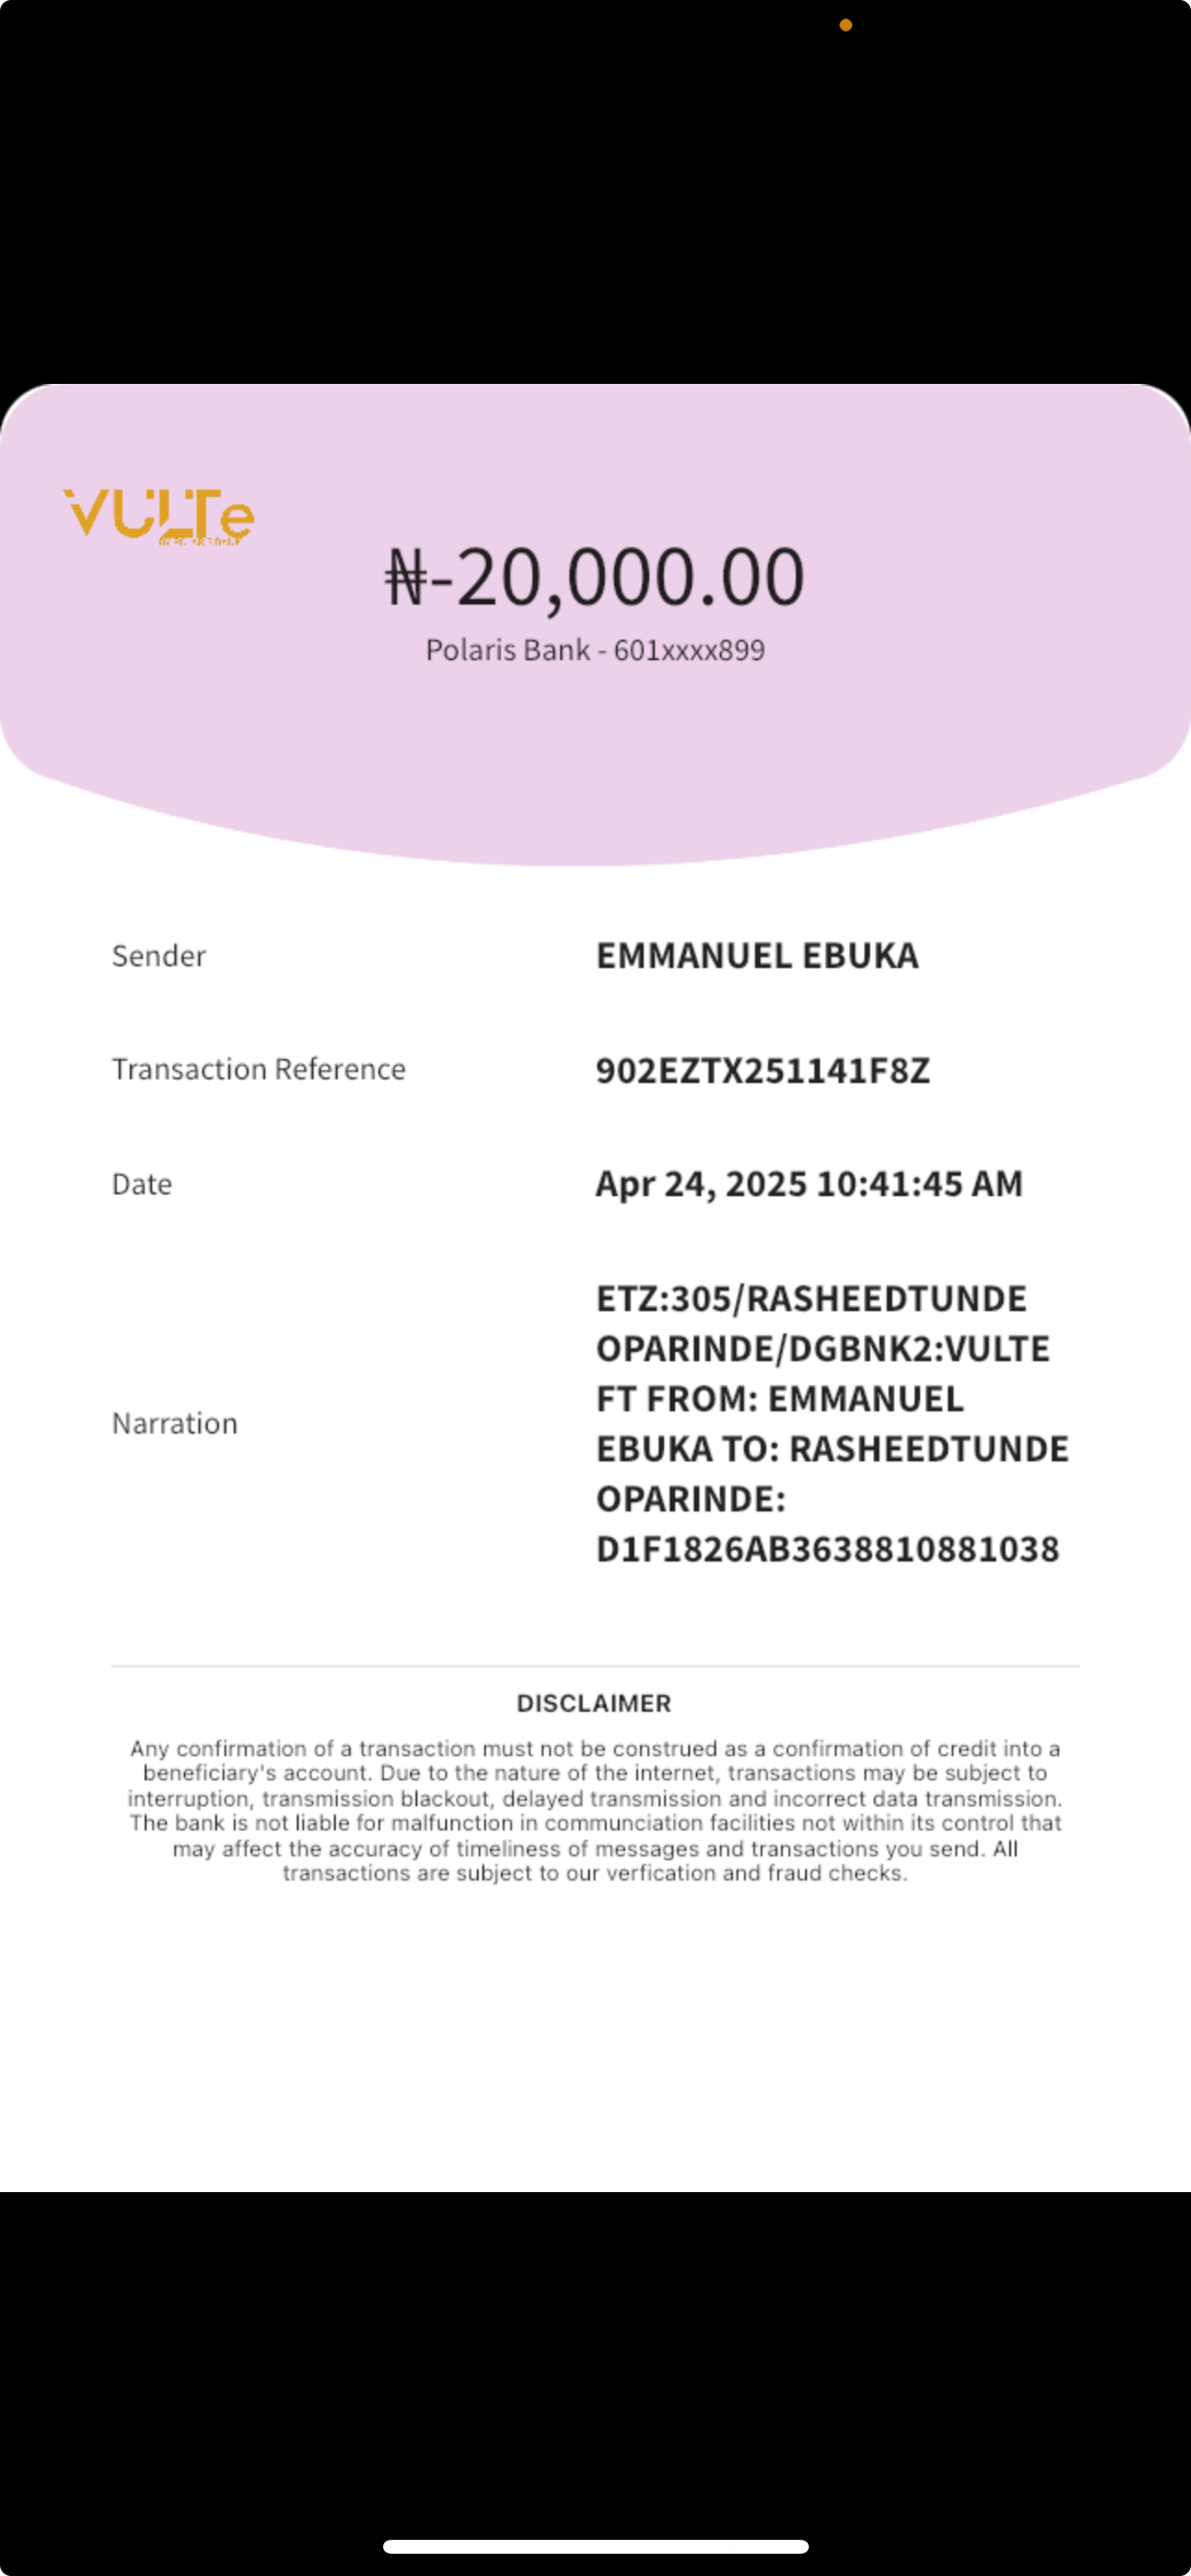 VULTe
₦-20,000.00
Polaris Bank - 601xxxx899
Sender
EMMANUEL EBUKA
Transaction Reference
902EZTX251141F8Z
Date
Apr 24, 2025 10:41:45 AM
Narration
ETZ:305/RASHEEDTUNDE
OPARINDE/DGBNK2:VULTE
FT FROM: EMMANUEL
EBUKA TO: RASHEEDTUNDE
OPARINDE:
D1F1826AB3638810881038
DISCLAIMER
Any confirmation of a transaction must not be construed as a confirmation of credit into a
beneficiary's account. Due to the nature of the internet, transactions may be subject to
interruption, transmission blackout, delayed transmission and incorrect data transmission.
The bank is not liable for malfunction in communciation facilities not within its control that
may affect the accuracy of timeliness of messages and transactions you send. All
transactions are subject to our verfication and fraud checks.